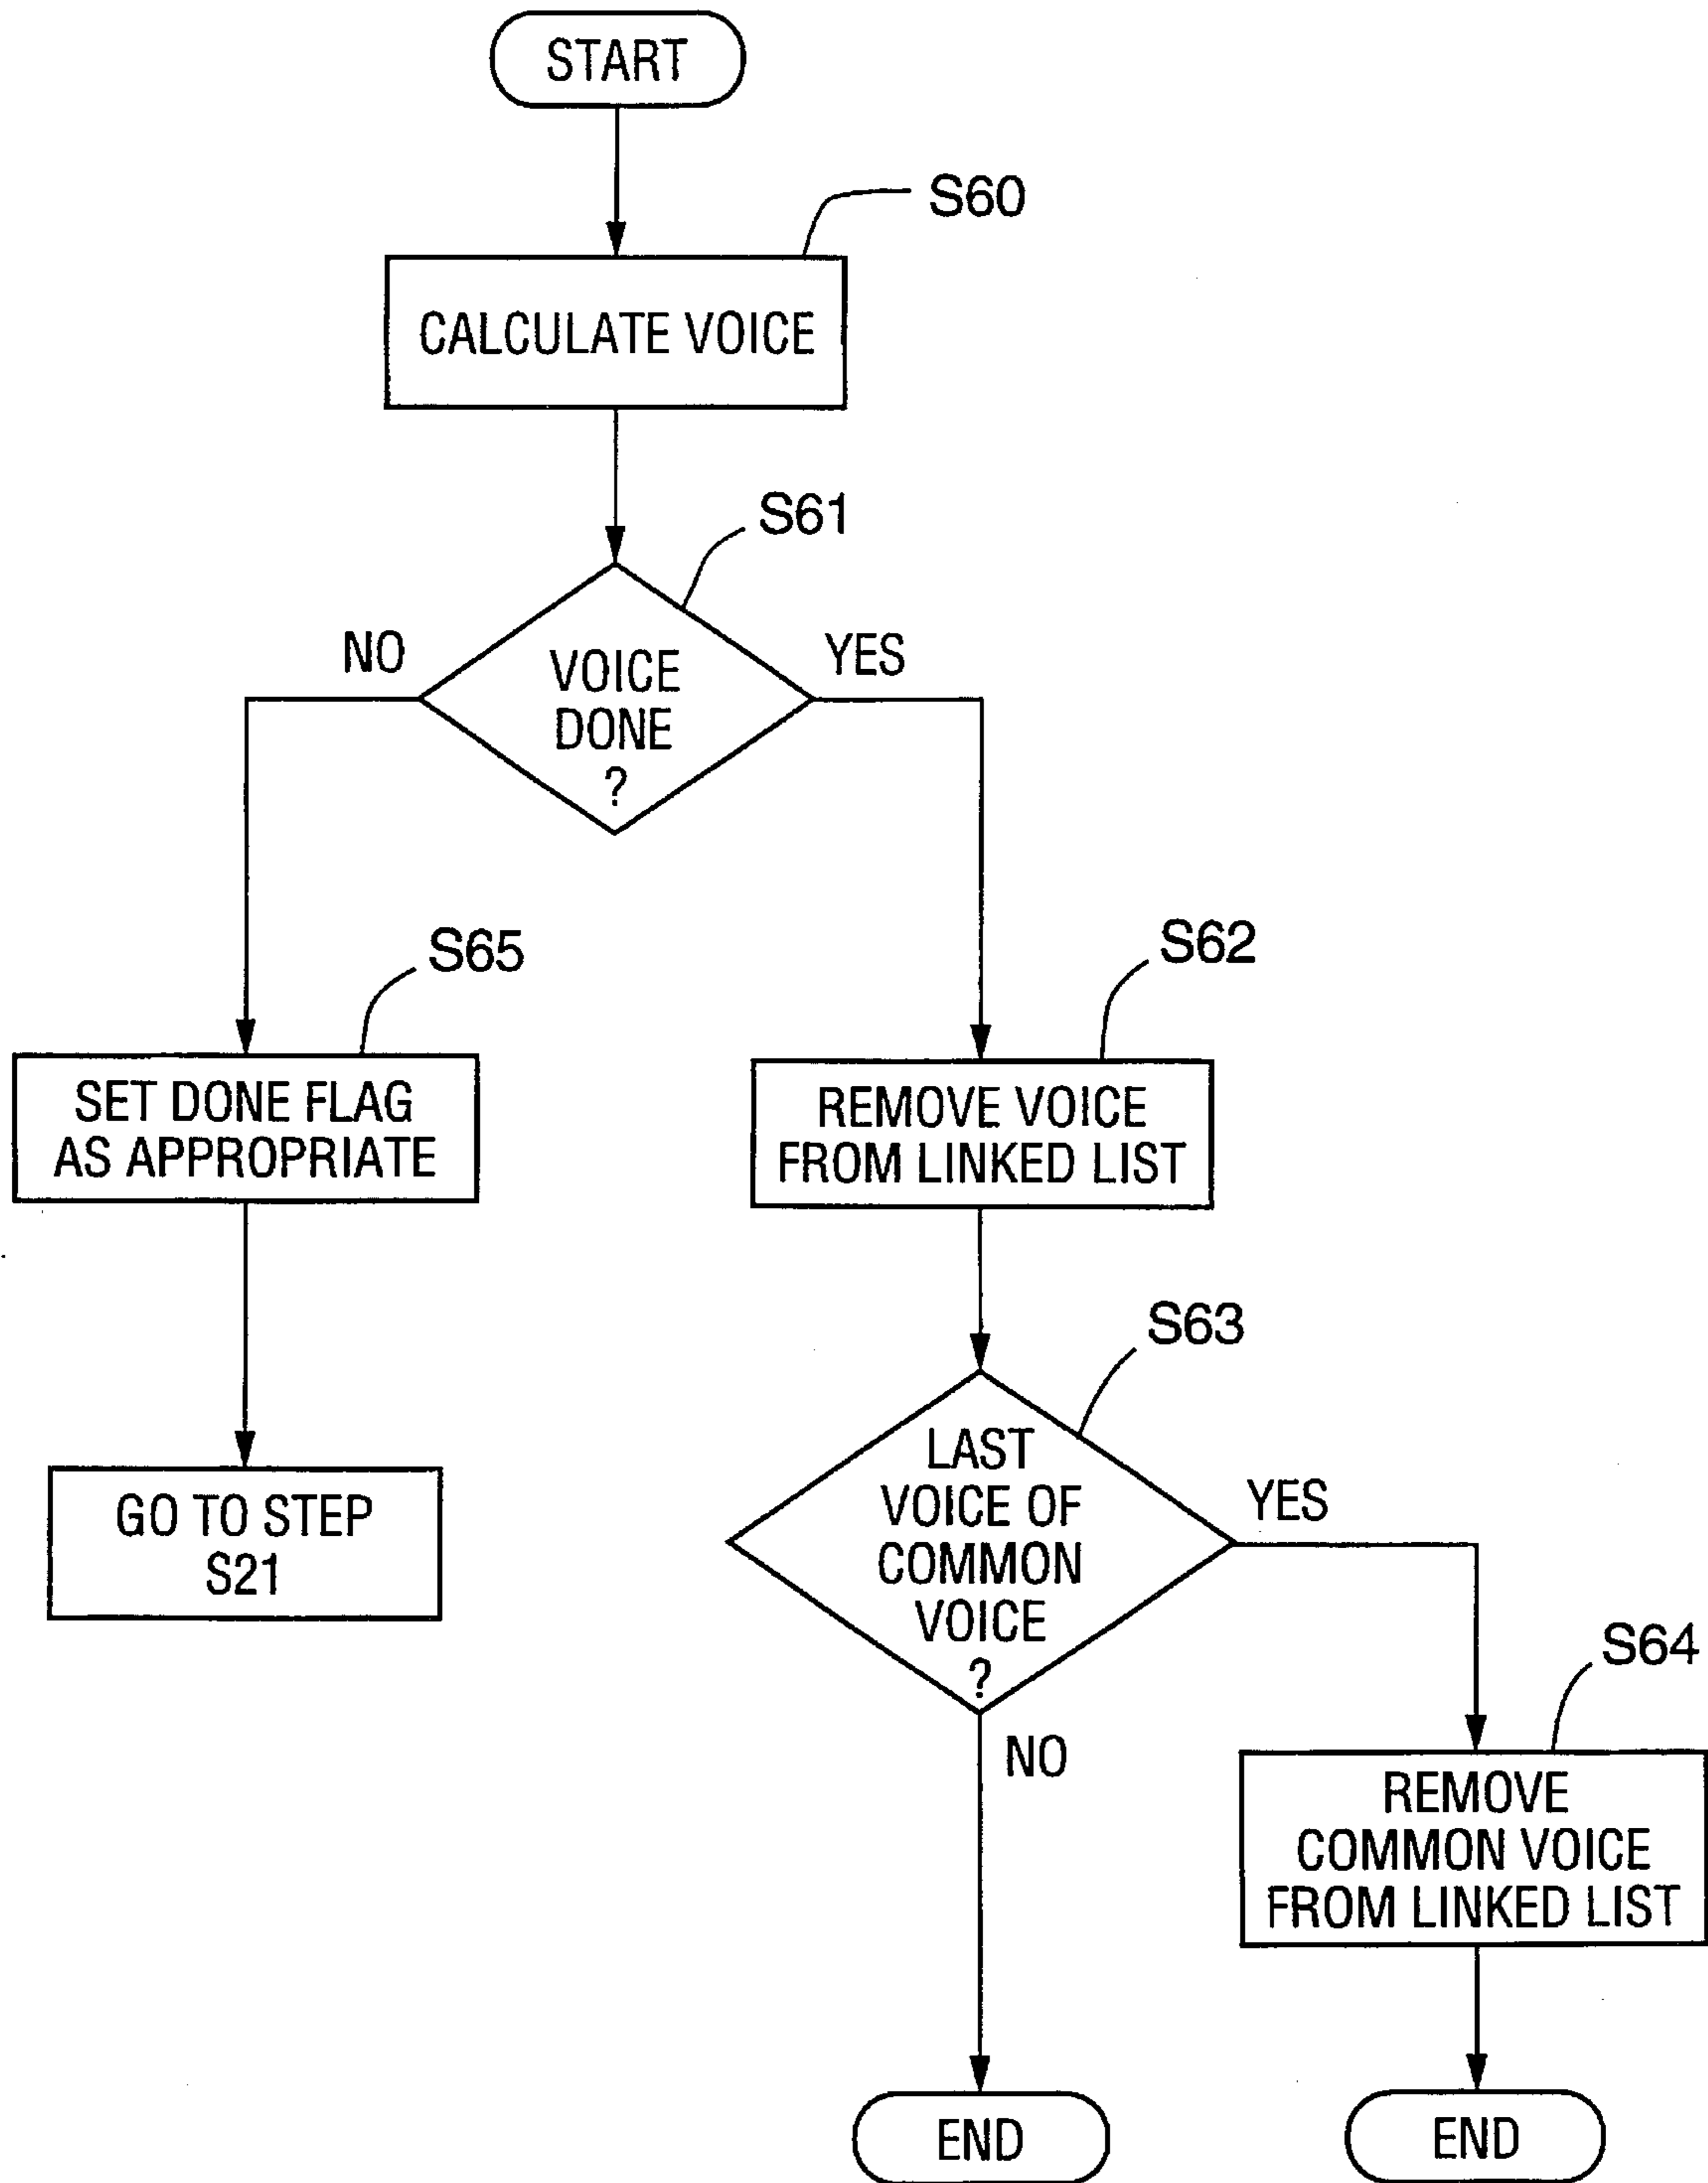 START
S60
CALCULATE VOICE
S61
NO
YES
VOICE
DONE
?
S65
S62
SET DONE FLAG
AS APPROPRIATE
REMOVE VOICE
FROM LINKED LIST
S63
GO TO STEP
S21
LAST
VOICE OF
COMMON
VOICE
?
YES
NO
S64
REMOVE
COMMON VOICE
FROM LINKED LIST
END
END